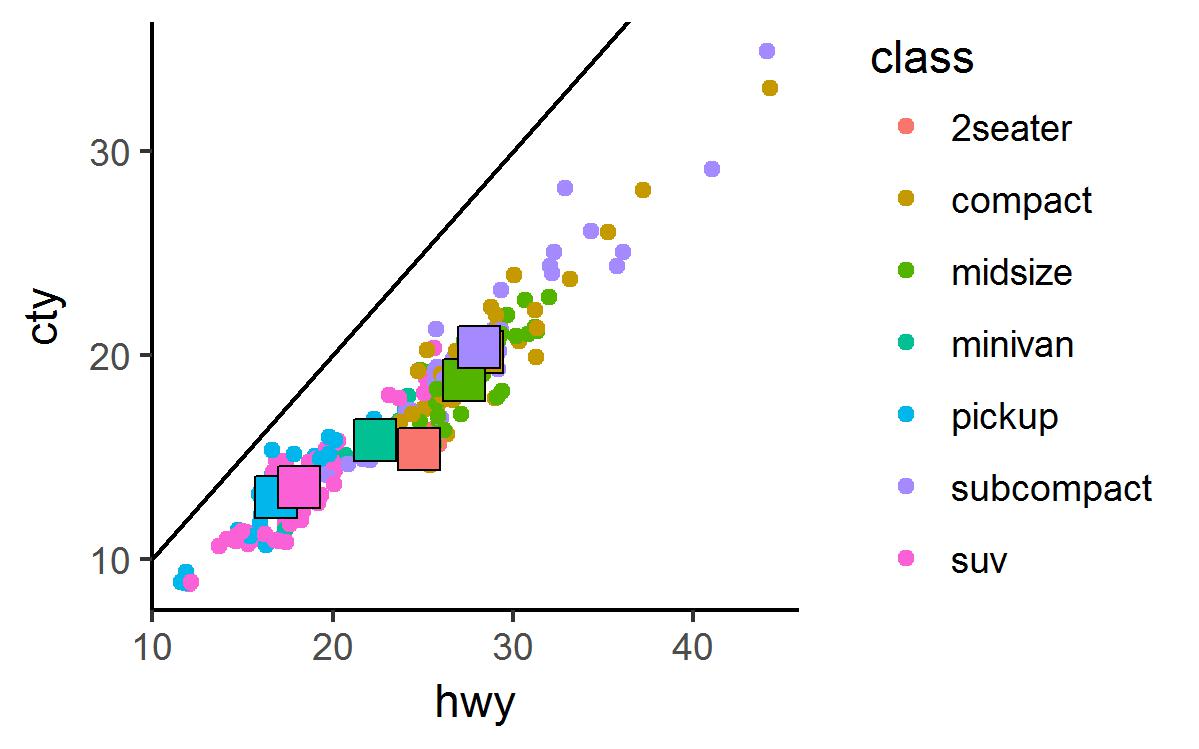 class
2seater
compact
midsize
minivan
pickup
subcompact
suv
cty
30
20
10
10 20 30 40
hwy